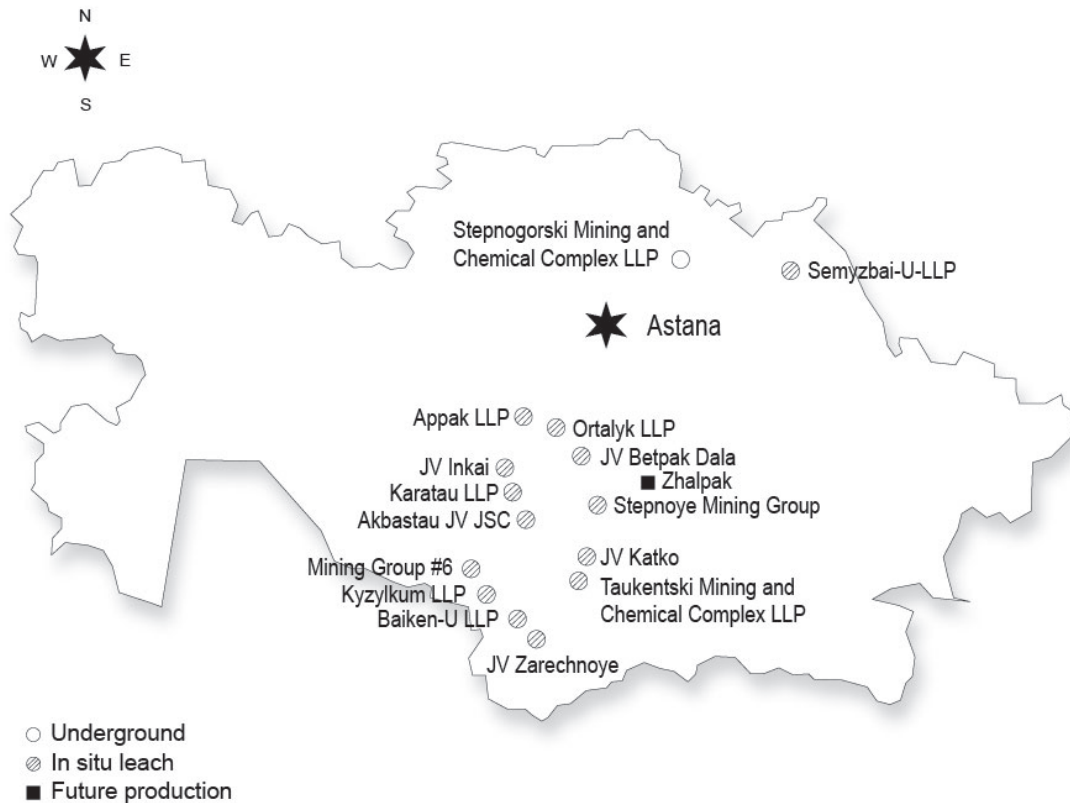 N
W E
S
Stepnogorski Mining and
Chemical Complex LLP
Semyzbai-U-LLP
Astana
Appak LLP
Ortalyk LLP
JV Betpak Dala
JV Inkai
Zhalpak
Karatau LLP
Stepnoye Mining Group
Akbastau JV JSC
JV Katko
Mining Group #6
Taukentski Mining and
Chemical Complex LLP
Kyzylkum LLP
Baiken-U LLP
JV Zarechnoye
Underground
In situ leach
Future production